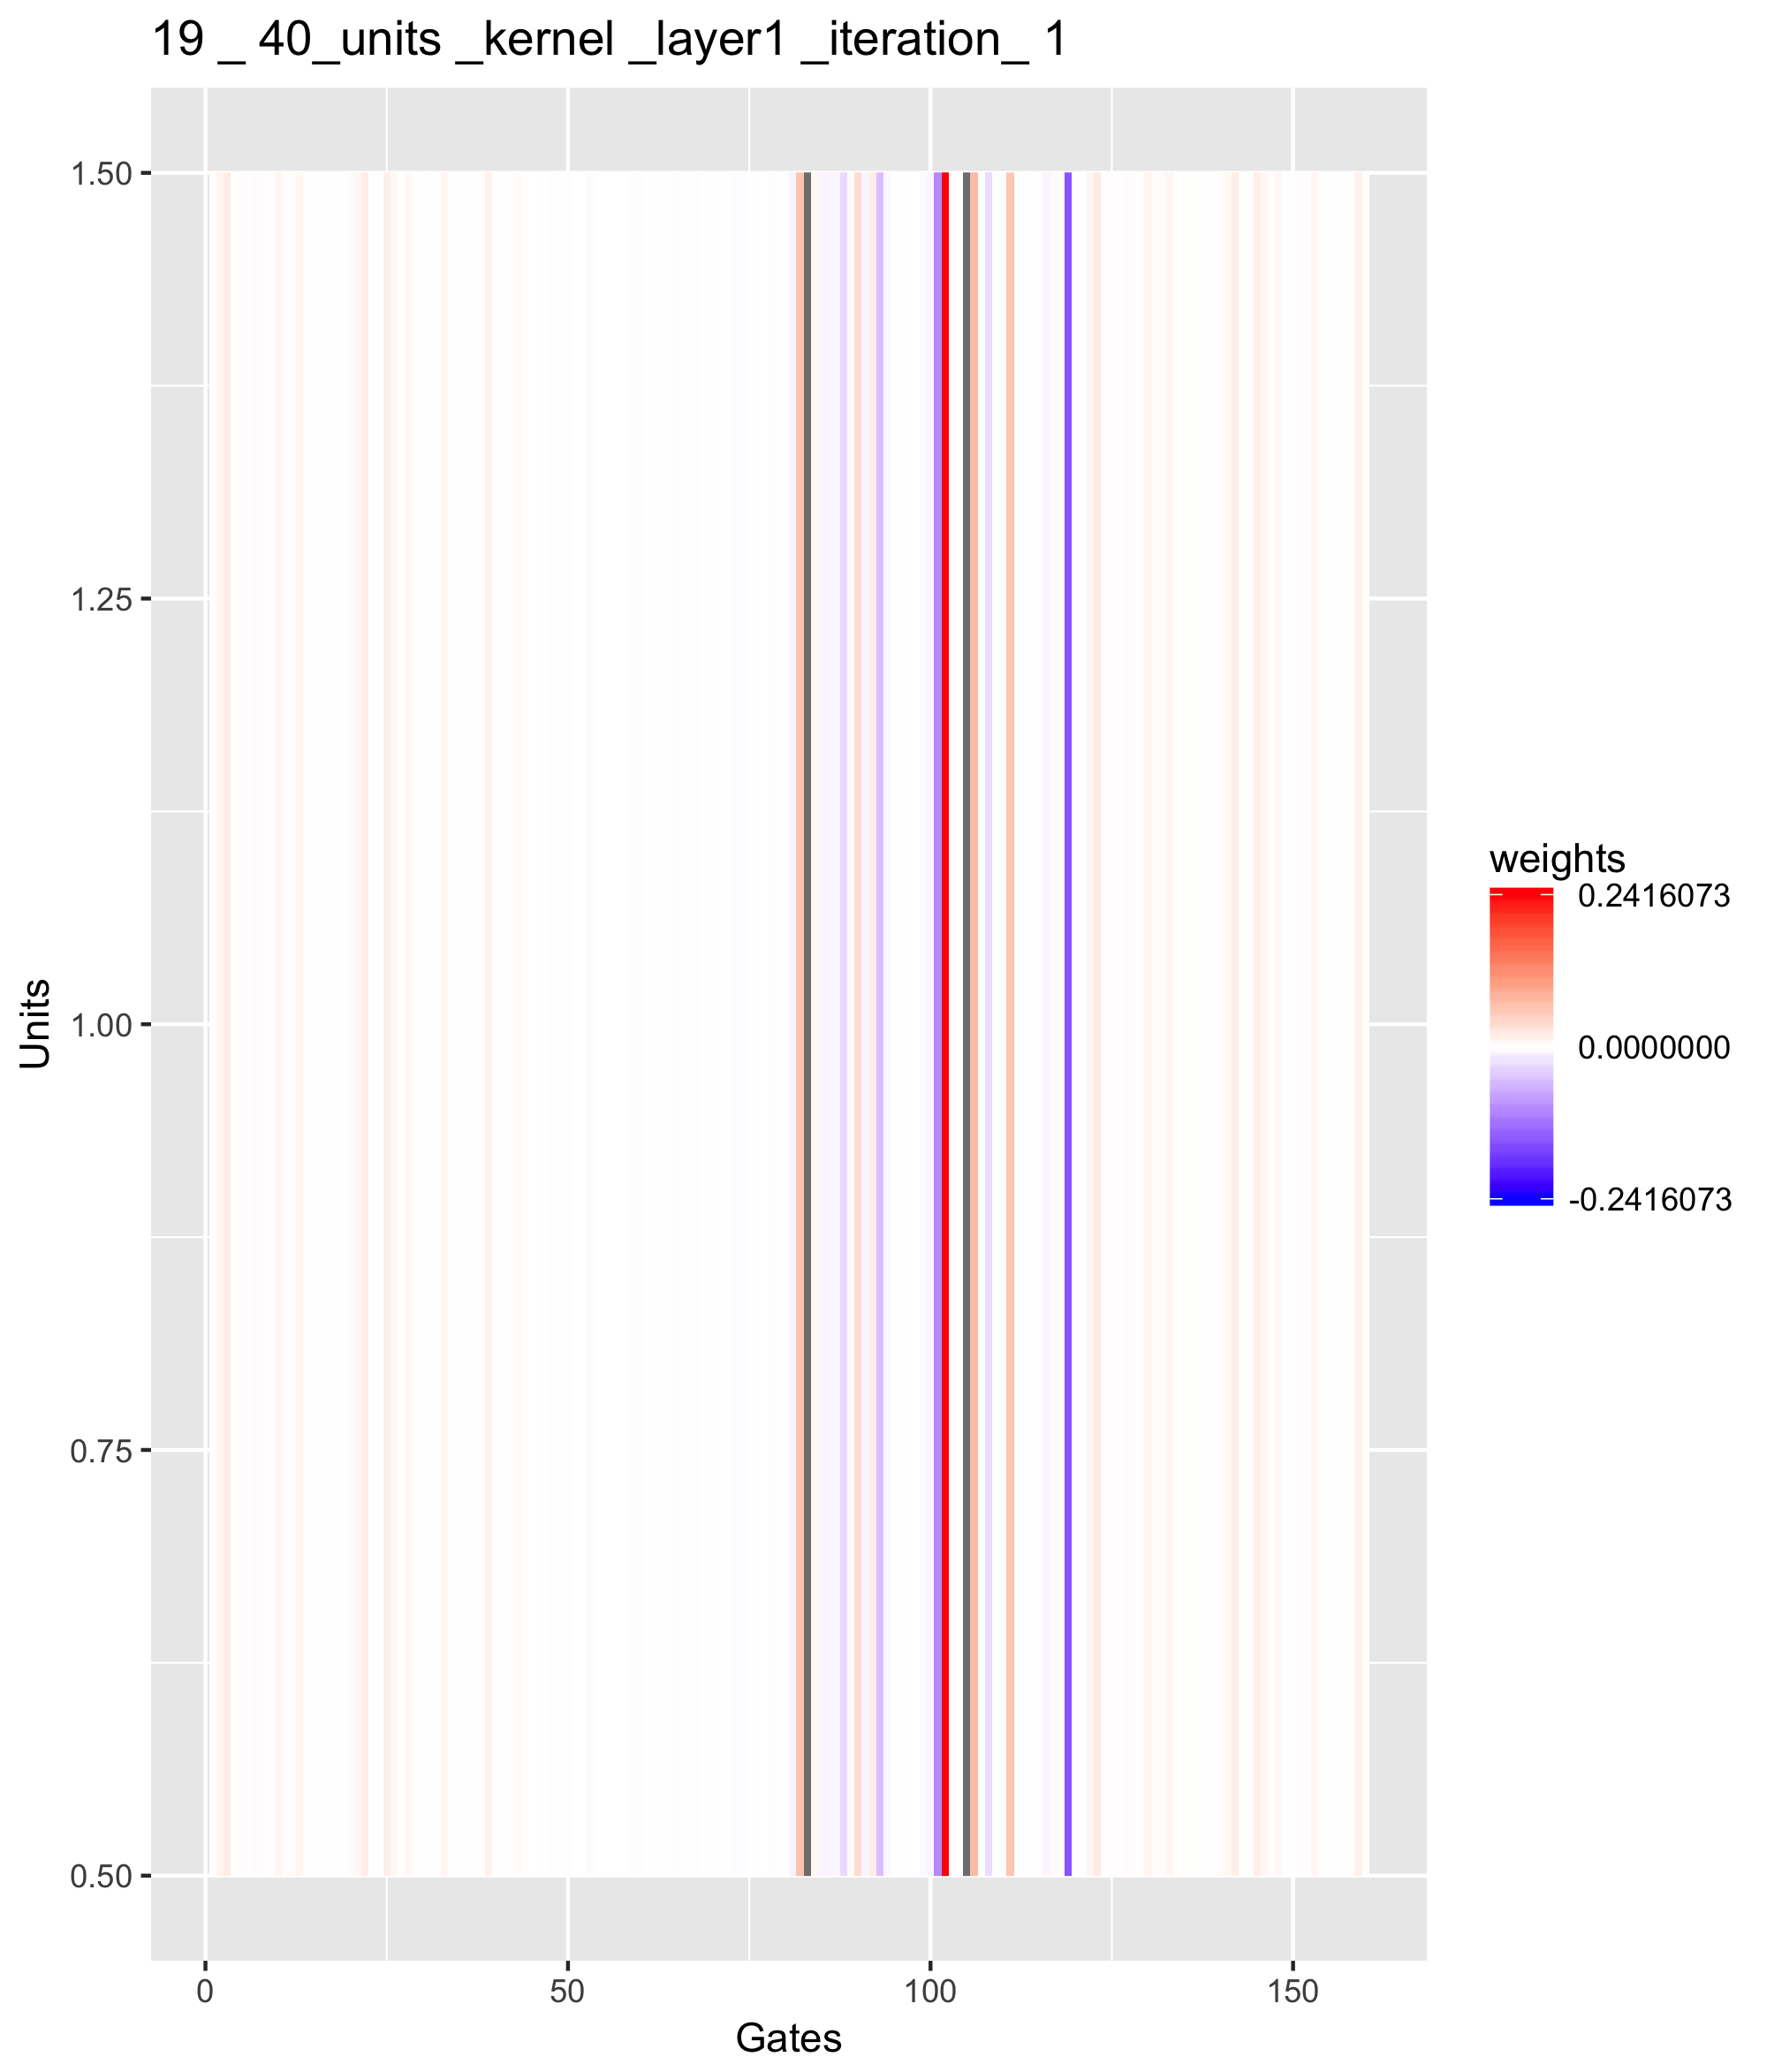 19 _ 40_units _kernel _layer1 _iteration_ 1
1.50
1.25
1.00
0.75
0.50
Units
0 50 100 150
Gates
weights
0.2416073
0.0000000
-0.2416073